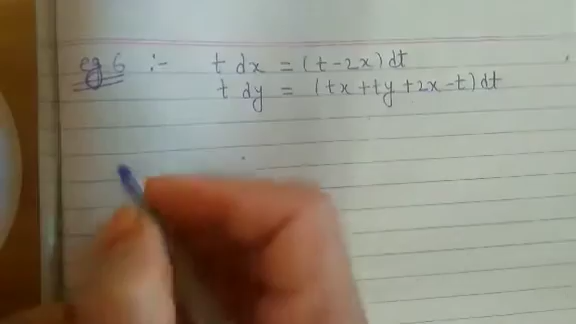 eg 6 :- t dx = (t-2x)dt
t dy = (tx+ty+2x-t)dt